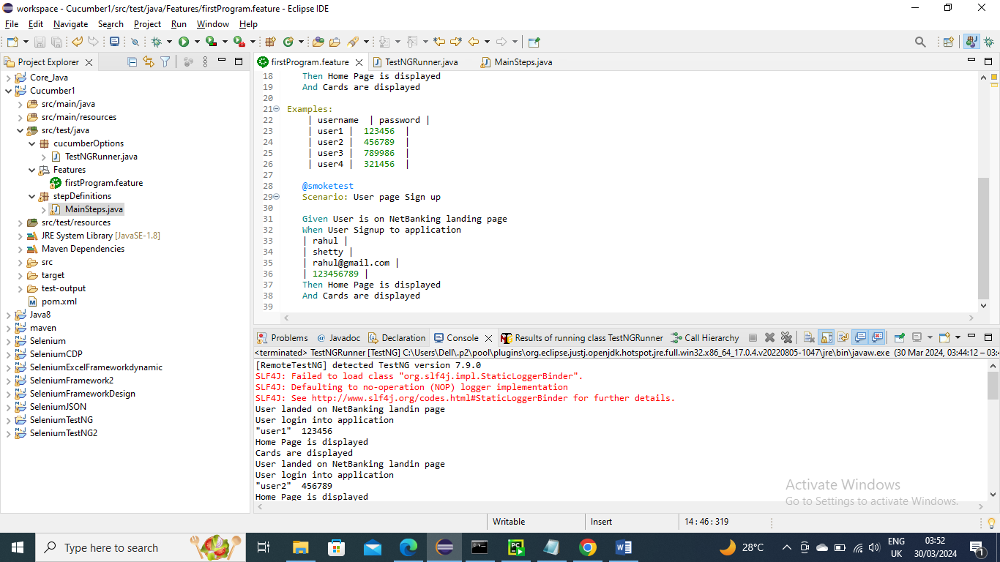 workspace - Cucumber1/src/test/java/Features/firstProgram.feature - Eclipse IDE
File Edit Navigate Search Project Run Window Help
Project Explorer
Core_Java
Cucumber1
src/main/java
src/main/resources
src/test/java
cucumberOptions
TestNGRunner.java
Features
firstProgram.feature
stepDefinitions
MainSteps.java
src/test/resources
JRE System Library [JavaSE-1.8]
Maven Dependencies
src
target
test-output
pom.xml
Java8
maven
Selenium
SeleniumCDP
SeleniumExcelFrameworkdynamic
SeleniumFramework2
SeleniumFrameworkDesign
SeleniumJSON
SeleniumTestNG
SeleniumTestNG2
firstProgram.feature TestNGRunner.java MainSteps.java
18 Then Home Page is displayed
19 And Cards are displayed
20
21 Examples:
22 | username | password |
23 | user1 | 123456 |
24 | user2 | 456789 |
25 | user3 | 789986 |
26 | user4 | 321456 |
27
28 @smoketest
29 Scenario: User page Sign up
30
31 Given User is on NetBanking landing page
32 When User Signup to application
33 | rahul |
34 | shetty |
35 | rahul@gmail.com |
36 | 123456789 |
37 Then Home Page is displayed
38 And Cards are displayed
39
Problems Javadoc Declaration Console Results of running class TestNGRunner Call Hierarchy
<terminated> TestNGRunner [TestNG] C:\Users\Dell\.p2\pool\plugins\org.eclipse.justj.openjdk.hotspot.jre.full.win32.x86_64_17.0.4.v20220805-1047\jre\bin\javaw.exe (30 Mar 2024, 03:44:12 – 03:4
[RemoteTestNG] detected TestNG version 7.9.0
SLF4J: Failed to load class "org.slf4j.impl.StaticLoggerBinder".
SLF4J: Defaulting to no-operation (NOP) logger implementation
SLF4J: See http://www.slf4j.org/codes.html#StaticLoggerBinder for further details.
User landed on NetBanking landin page
User login into application
"user1" 123456
Home Page is displayed
Cards are displayed
User landed on NetBanking landin page
User login into application
"user2" 456789
Home Page is displayed
Activate Windows
Go to Settings to activate Windows.
Writable Insert 14 : 46 : 319
Type here to search
28°C
ENG
UK
03:52
30/03/2024
1